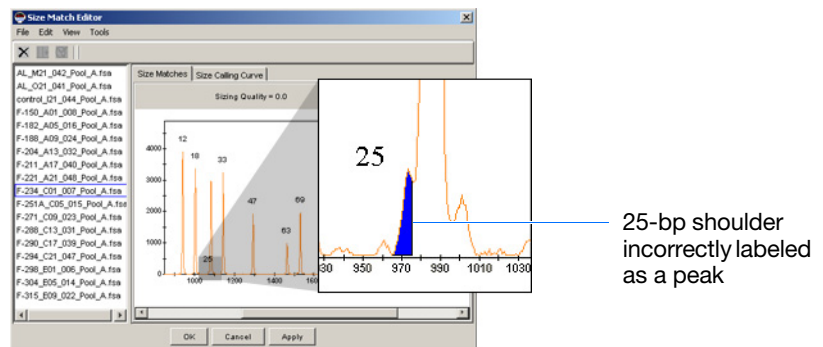 Size Match Editor
File Edit View Tools
AL_M21_042_Pool_A.fsa
AL_O21_041_Pool_A.fsa
control_I21_044_Pool_A.fsa
F-150_A01_008_Pool_A.fsa
F-182_A05_016_Pool_A.fsa
F-188_A09_024_Pool_A.fsa
F-204_A13_032_Pool_A.fsa
F-211_A17_040_Pool_A.fsa
F-221_A21_048_Pool_A.fsa
F-234_C01_007_Pool_A.fsa
F-251A_C05_015_Pool_A.fsa
F-271_C09_023_Pool_A.fsa
F-288_C13_031_Pool_A.fsa
F-290_C17_039_Pool_A.fsa
F-294_C21_047_Pool_A.fsa
F-298_E01_006_Pool_A.fsa
F-304_E05_014_Pool_A.fsa
F-315_E09_022_Pool_A.fsa
Size Matches Size Calling Curve
Sizing Quality = 0.0
4000
3000
2000
1000
0
12
18
33
47
63
69
25
1000 1200 1400 160
25
30 950 970 990 1010 1030
25-bp shoulder
incorrectly labeled
as a peak
OK Cancel Apply